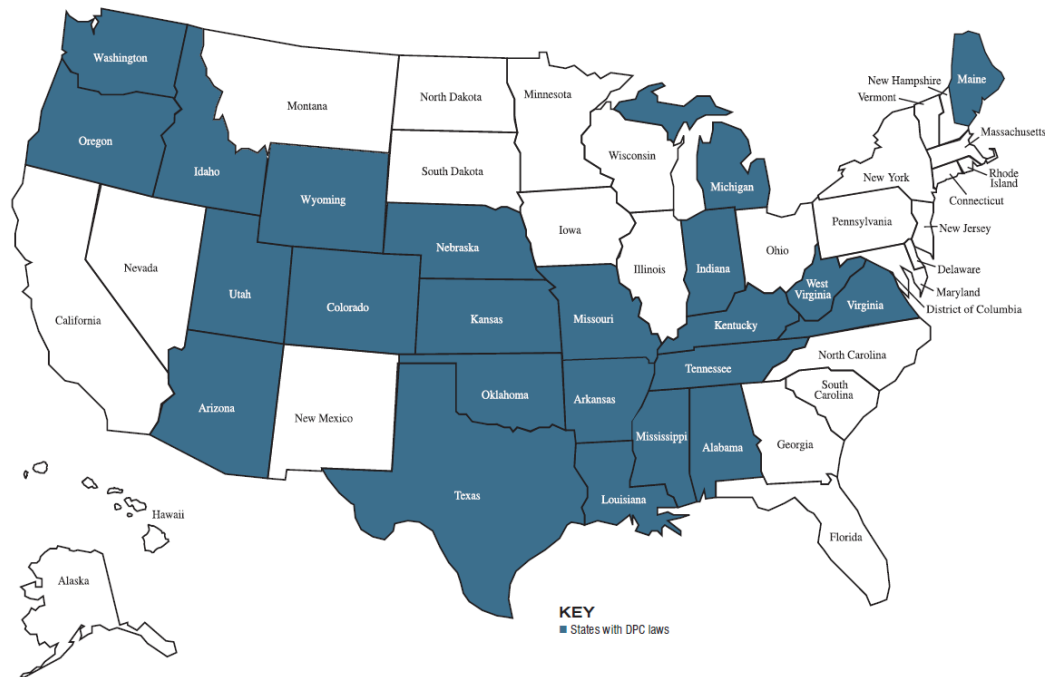 Washington
Oregon
Idaho
Montana
North Dakota
South Dakota
Minnesota
Wisconsin
Michigan
New Hampshire
Vermont
Maine
Massachusetts
New York
Rhode
Island
Connecticut
Wyoming
Nebraska
Iowa
Illinois
Indiana
Ohio
Pennsylvania
New Jersey
Delaware
Maryland
District of Columbia
California
Nevada
Utah
Colorado
Kansas
Missouri
Kentucky
West
Virginia
Virginia
Arizona
New Mexico
Oklahoma
Arkansas
Tennessee
North Carolina
South
Carolina
Texas
Louisiana
Mississippi
Alabama
Georgia
Florida
Hawaii
Alaska
KEY
States with DPC laws